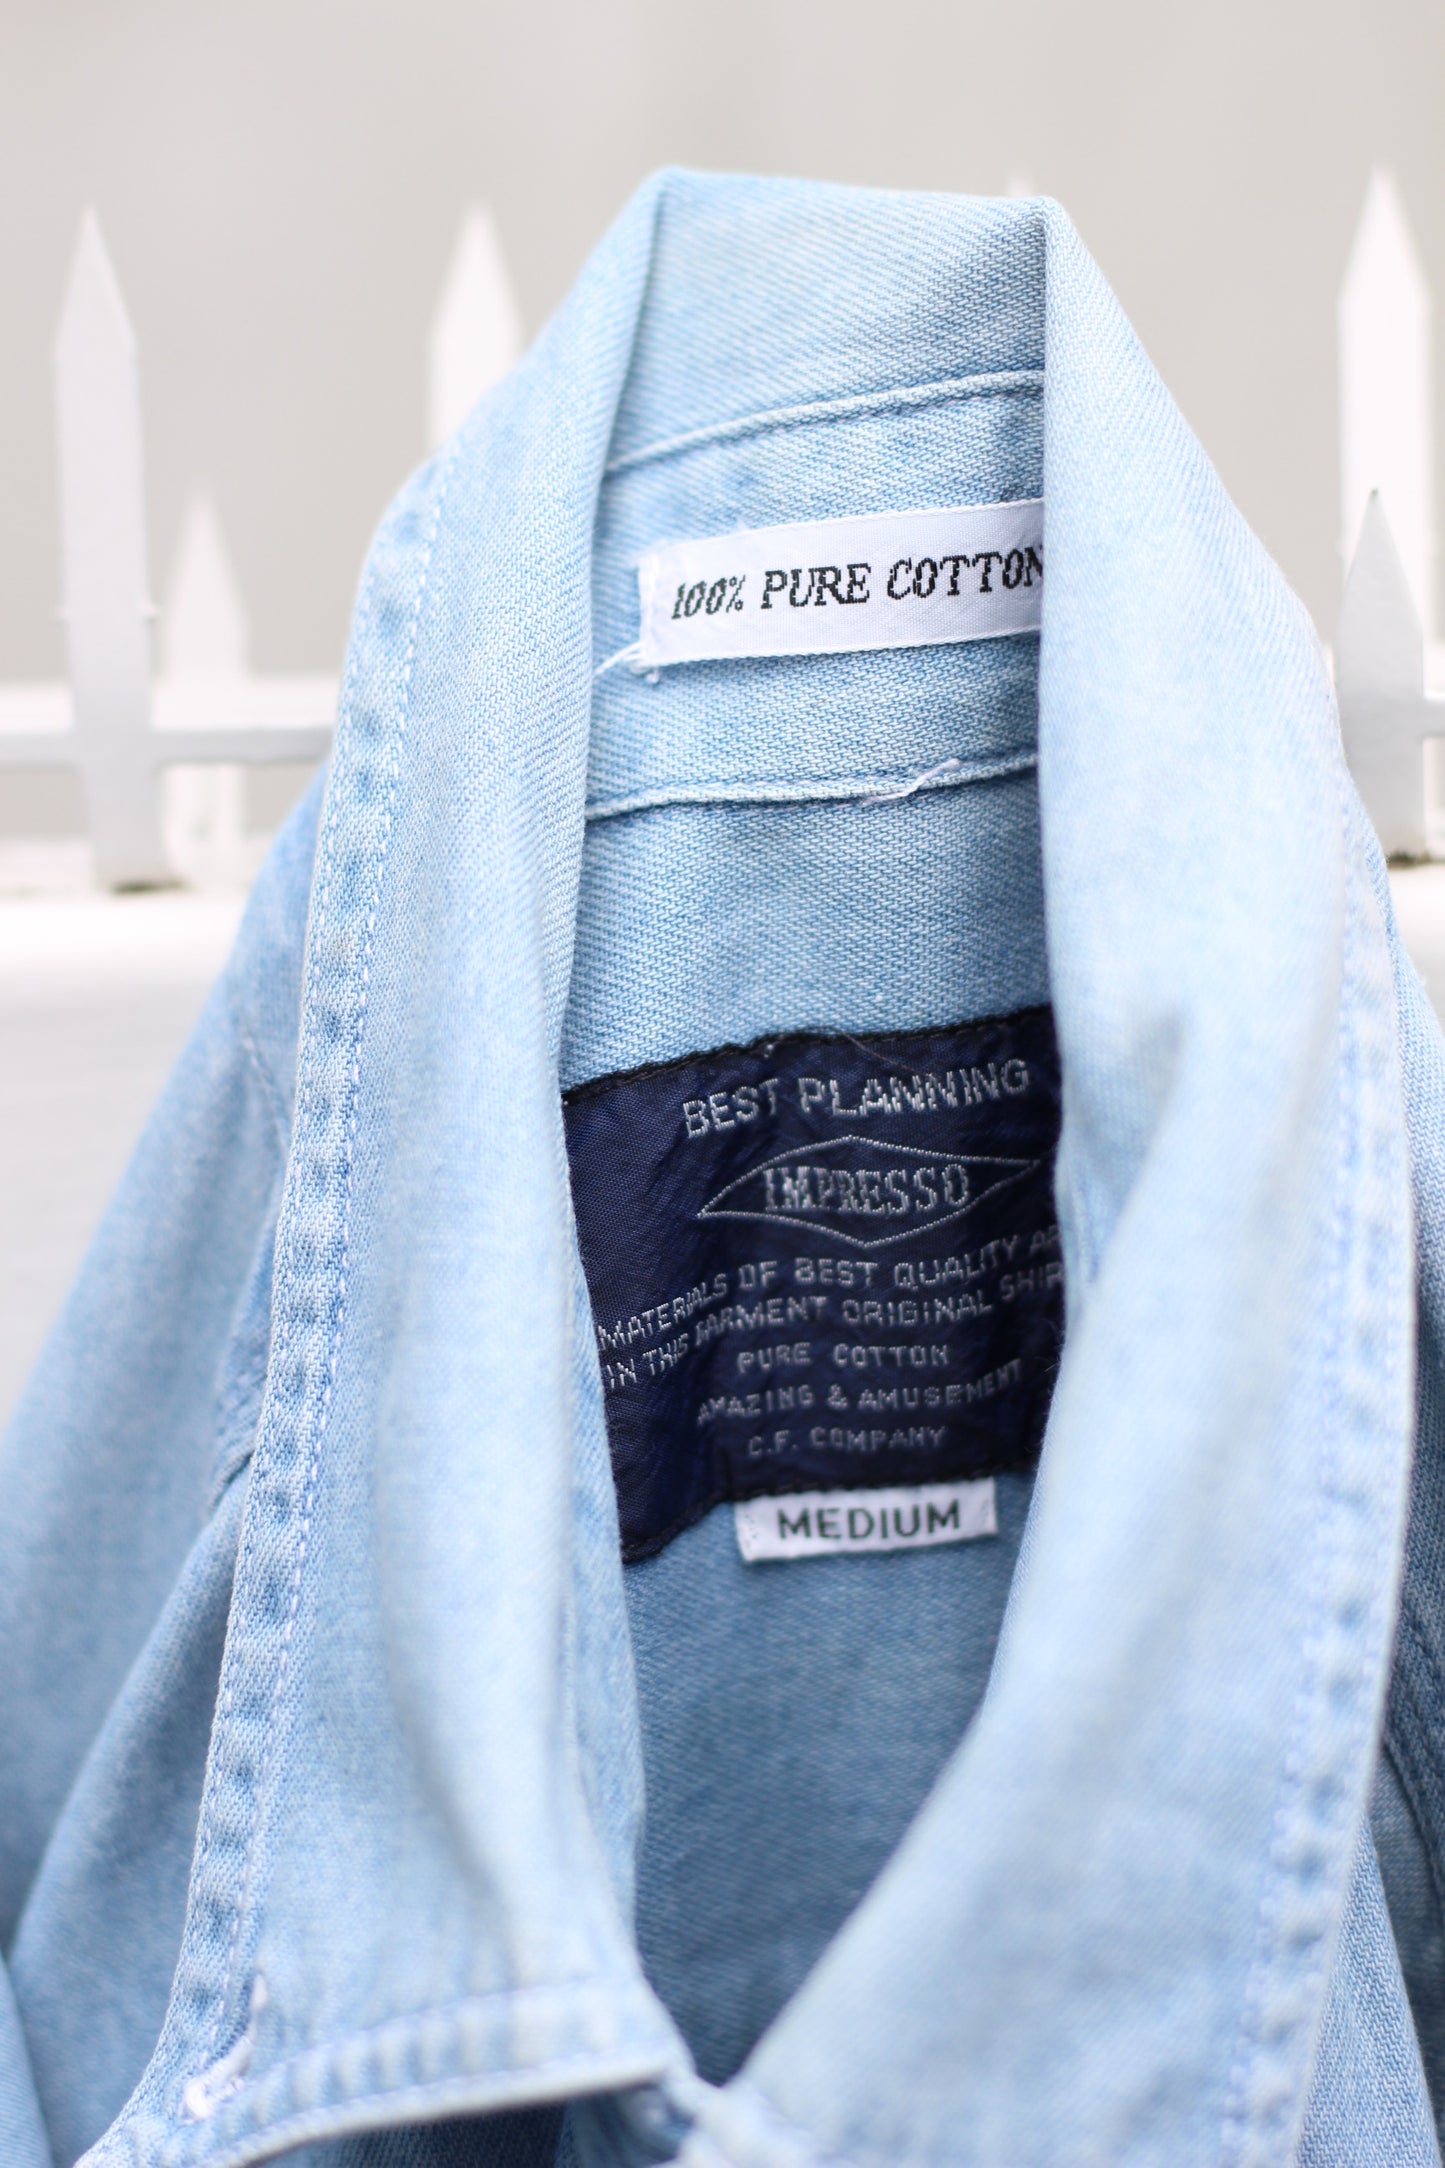 100% PURE COTTON
BEST PLANNING
IMPRESSO
MATERIALS OF BEST QUALITY
IN THIS GARMENT ORIGINAL SHIR
PURE COTTON
AMAZING & AMUSEMENT
C.F. COMPANY
MEDIUM